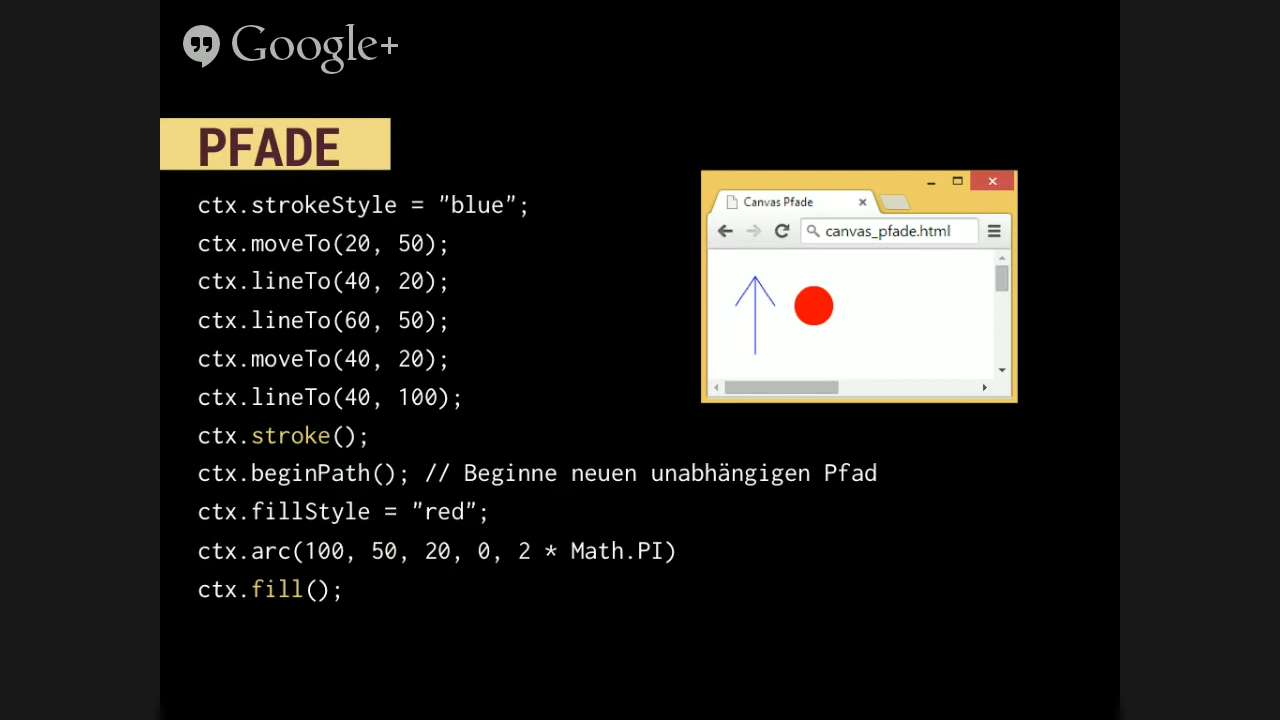 Google+
PFADE
ctx.strokeStyle = "blue";
ctx.moveTo(20, 50);
ctx.lineTo(40, 20);
ctx.lineTo(60, 50);
ctx.moveTo(40, 20);
ctx.lineTo(40, 100);
ctx.stroke();
ctx.beginPath(); // Beginne neuen unabhängigen Pfad
ctx.fillStyle = "red";
ctx.arc(100, 50, 20, 0, 2 * Math.PI)
ctx.fill();
Canvas Pfade
canvas_pfade.html